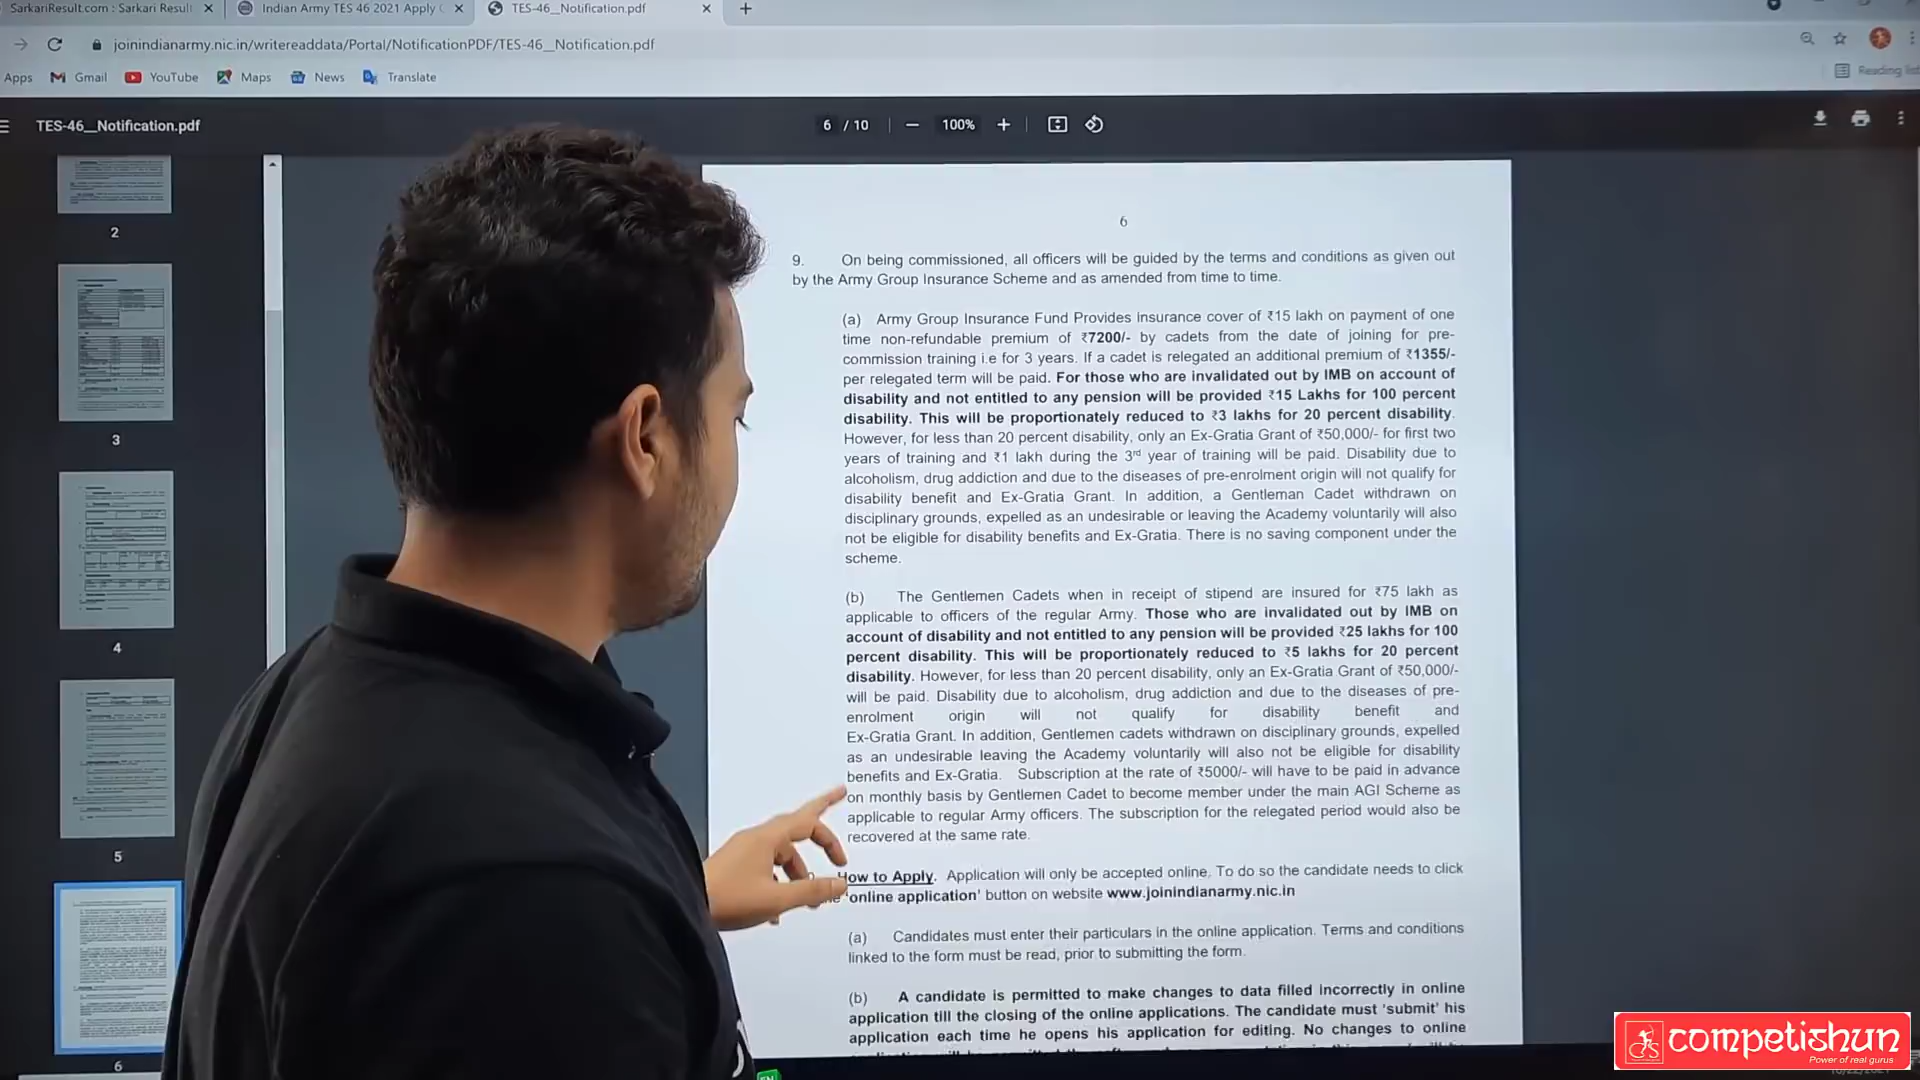 SarkariResult.com : Sarkari Result
Indian Army TES 46 2021 Apply
TES-46__Notification.pdf
joinindianarmy.nic.in/writereaddata/Portal/NotificationPDF/TES-46__Notification.pdf
Apps
Gmail
YouTube
Maps
News
Translate
Reading list
TES-46__Notification.pdf
6 / 10
100%
2
3
4
5
6
6
9. On being commissioned, all officers will be guided by the terms and conditions as given out
by the Army Group Insurance Scheme and as amended from time to time.
(a) Army Group Insurance Fund Provides insurance cover of ₹15 lakh on payment of one
time non-refundable premium of ₹7200/- by cadets from the date of joining for pre-
commission training i.e for 3 years. If a cadet is relegated an additional premium of ₹1355/-
per relegated term will be paid. For those who are invalidated out by IMB on account of
disability and not entitled to any pension will be provided ₹15 Lakhs for 100 percent
disability. This will be proportionately reduced to ₹3 lakhs for 20 percent disability.
However, for less than 20 percent disability, only an Ex-Gratia Grant of ₹50,000/- for first two
years of training and ₹1 lakh during the 3rd year of training will be paid. Disability due to
alcoholism, drug addiction and due to the diseases of pre-enrolment origin will not qualify for
disability benefit and Ex-Gratia Grant. In addition, a Gentleman Cadet withdrawn on
disciplinary grounds, expelled as an undesirable or leaving the Academy voluntarily will also
not be eligible for disability benefits and Ex-Gratia. There is no saving component under the
scheme.
(b) The Gentlemen Cadets when in receipt of stipend are insured for ₹75 lakh as
applicable to officers of the regular Army. Those who are invalidated out by IMB on
account of disability and not entitled to any pension will be provided ₹25 lakhs for 100
percent disability. This will be proportionately reduced to ₹5 lakhs for 20 percent
disability. However, for less than 20 percent disability, only an Ex-Gratia Grant of ₹50,000/-
will be paid. Disability due to alcoholism, drug addiction and due to the diseases of pre-
enrolment origin will not qualify for disability benefit and
Ex-Gratia Grant. In addition, Gentlemen cadets withdrawn on disciplinary grounds, expelled
as an undesirable leaving the Academy voluntarily will also not be eligible for disability
benefits and Ex-Gratia. Subscription at the rate of ₹5000/- will have to be paid in advance
on monthly basis by Gentlemen Cadet to become member under the main AGI Scheme as
applicable to regular Army officers. The subscription for the relegated period would also be
recovered at the same rate.
How to Apply. Application will only be accepted online. To do so the candidate needs to click
'online application' button on website www.joinindianarmy.nic.in
(a) Candidates must enter their particulars in the online application. Terms and conditions
linked to the form must be read, prior to submitting the form.
(b) A candidate is permitted to make changes to data filled incorrectly in online
application till the closing of the online applications. The candidate must 'submit' his
application each time he opens his application for editing. No changes to online
competishun
Power of real gurus